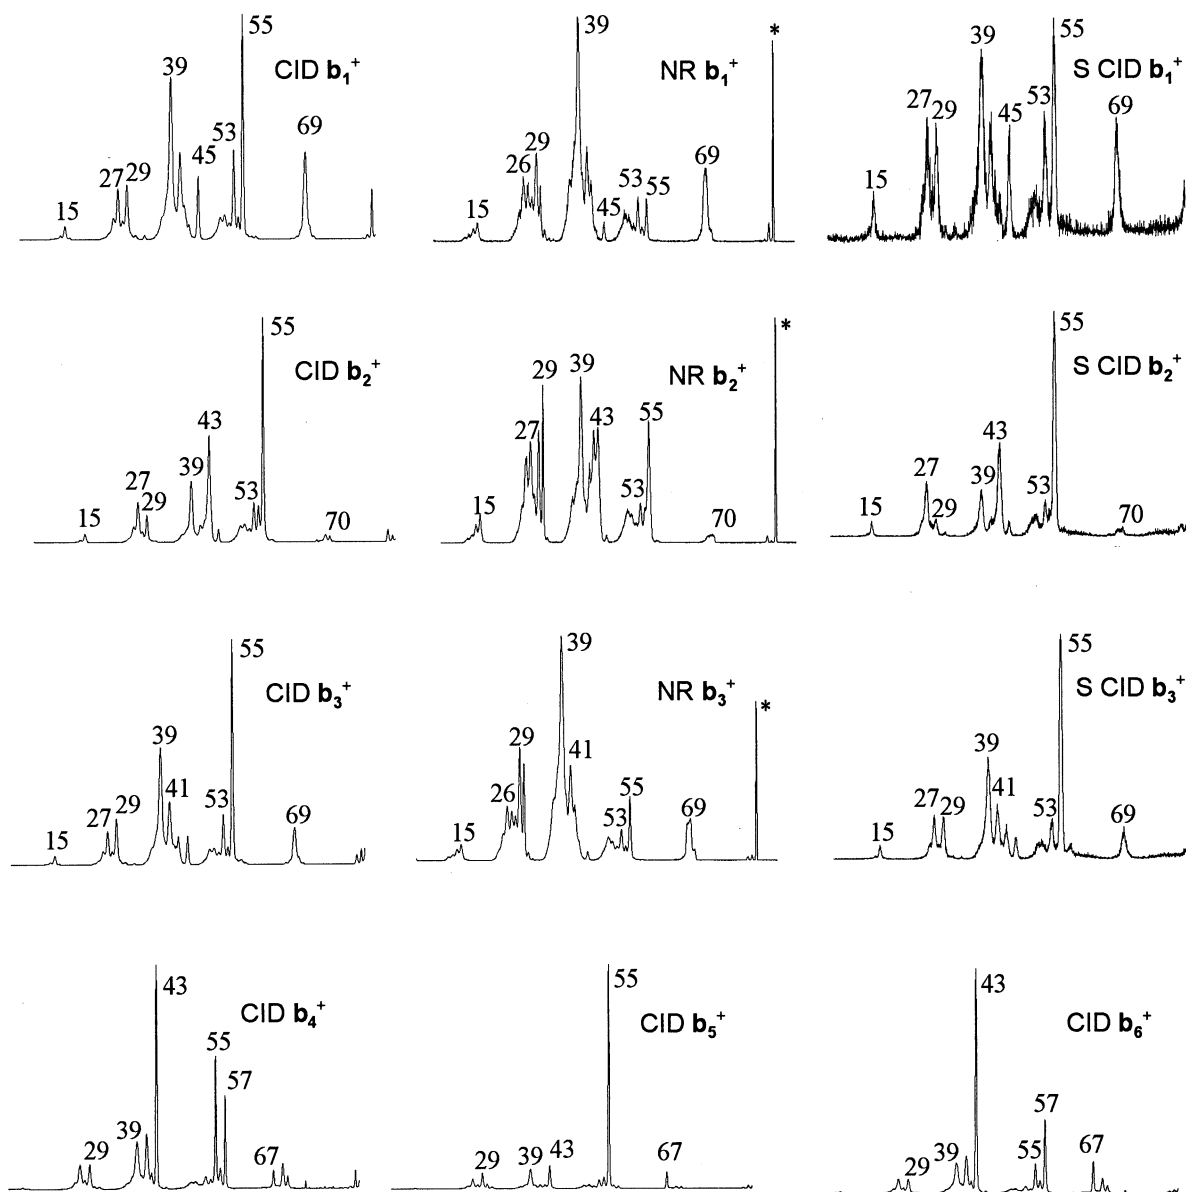 15 27 29 39 45 53 55 69 CID b₁⁺
15 26 29 39 45 53 55 69 * NR b₁⁺
15 27 29 39 45 53 55 69 S CID b₁⁺
15 27 29 39 43 53 55 70 CID b₂⁺
15 27 29 39 43 53 55 70 * NR b₂⁺
15 27 29 39 43 53 55 70 S CID b₂⁺
15 27 29 39 41 53 55 69 CID b₃⁺
15 26 29 39 41 53 55 69 * NR b₃⁺
15 27 29 39 41 53 55 69 S CID b₃⁺
29 39 43 55 57 67 CID b₄⁺
29 39 43 55 67 CID b₅⁺
29 39 43 55 57 67 CID b₆⁺